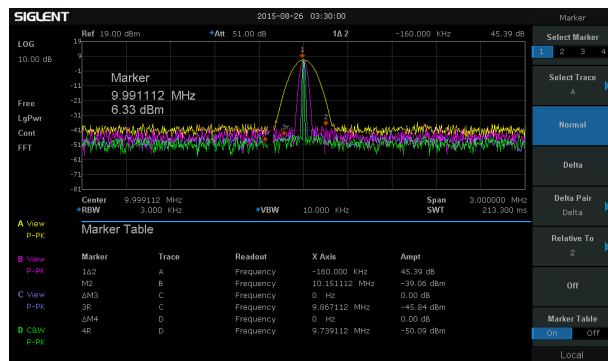 SIGLENT 2015-08-26 03:30:00 Marker
LOG Ref 19.00 dBm *Att 51.00 dB 1Δ2 -160.000 KHz 45.39 dB Select Marker
19
10.00 dB 9 1 1 2 3 4
-1 Marker Select Trace
9.991112 MHz A
-11
6.33 dBm
Free -21
LgPwr -31 2 Normal
Cont -41
FFT -51
-61 Delta
-71
-81
Center 9.999112 MHz Span 3.000000 MHz Delta Pair
*RBW 3.000 KHz *VBW 10.000 KHz SWT 213.300 ms Delta
A View Marker Table Relative To
P-PK 2
B View Marker Trace Readout X Axis Ampt
P-PK 1Δ2 A Frequency -160.000 KHz 45.39 dB Off
M2 B Frequency 10.151112 MHz -39.06 dBm
C View ΔM3 C Frequency 0 Hz 0.00 dB
P-PK 3R C Frequency 9.867112 MHz -45.84 dBm Marker Table
D C&W ΔM4 D Frequency 0 Hz 0.00 dB On Off
P-PK 4R D Frequency 9.739112 MHz -50.09 dBm
Local